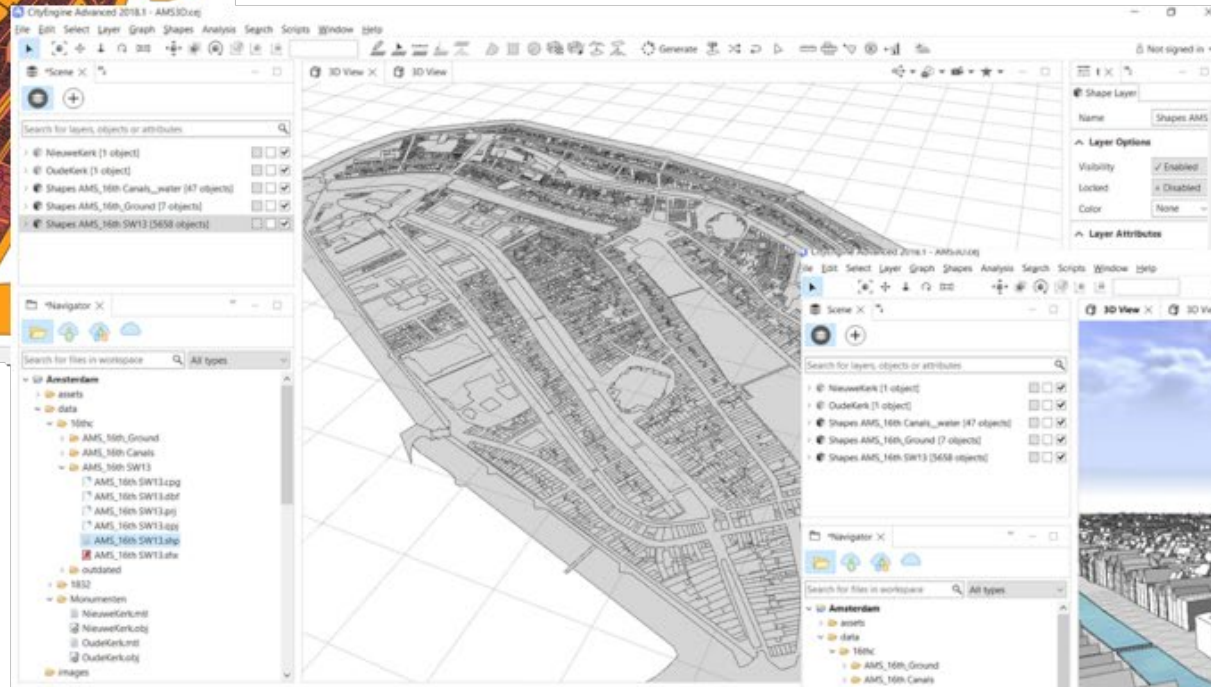 CityEngine Advanced 2018.1 - AMS3D.cej
File Edit Select Layer Graph Shapes Analysis Search Scripts Window Help
Generate
Not signed in
*Scene
Search for layers, objects or attributes
NieuweKerk [1 object]
OudeKerk [1 object]
Shapes AMS_16th Canals__water [47 objects]
Shapes AMS_16th_Ground [7 objects]
Shapes AMS_16th SW13 [5658 objects]
*Navigator
Search for files in workspace
All types
Amsterdam
assets
data
16thc
AMS_16th_Ground
AMS_16th Canals
AMS_16th SW13
AMS_16th SW13.cpg
AMS_16th SW13.dbf
AMS_16th SW13.prj
AMS_16th SW13.qpj
AMS_16th SW13.shp
AMS_16th SW13.shx
outdated
1832
Monumenten
NieuweKerk.mtl
NieuweKerk.obj
OudeKerk.mtl
OudeKerk.obj
images
3D View
3D View
Shape Layer
Name
Shapes AMS
Layer Options
Visibility
Enabled
Locked
Disabled
Color
None
Layer Attributes
CityEngine Advanced 2018.1 - AMS3D.cej
File Edit Select Layer Graph Shapes Analysis Search Scripts Window Help
Scene
Search for layers, objects or attributes
NieuweKerk [1 object]
OudeKerk [1 object]
Shapes AMS_16th Canals__water [47 objects]
Shapes AMS_16th_Ground [7 objects]
Shapes AMS_16th SW13 [5658 objects]
*Navigator
Search for files in workspace
All types
Amsterdam
assets
data
16thc
AMS_16th_Ground
AMS_16th Canals
3D View